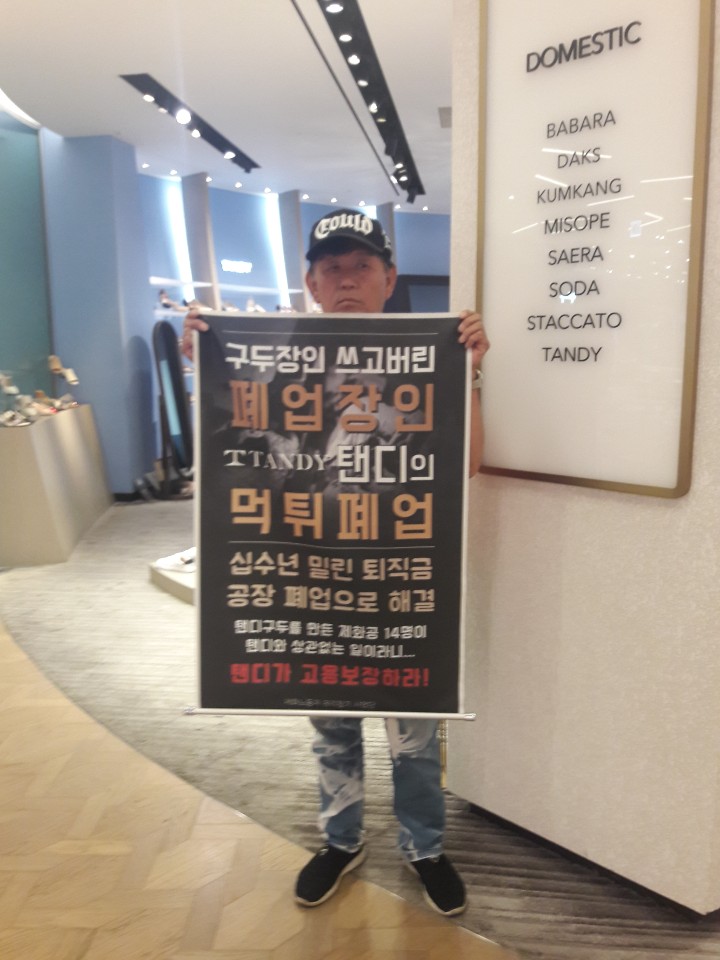 DOMESTIC
BABARA
DAKS
KUMKANG
MISOPE
SAERA
SODA
STACCATO
TANDY
Could
구두장인 쓰고버린
폐업장인
TANDY 탠디의
먹튀폐업
십수년 밀린 퇴직금
공장 폐업으로 해결
탠디구두를 만든 제화공 14명이
탠디와 상관없는 일이라니...
탠디가 고용보장하라!